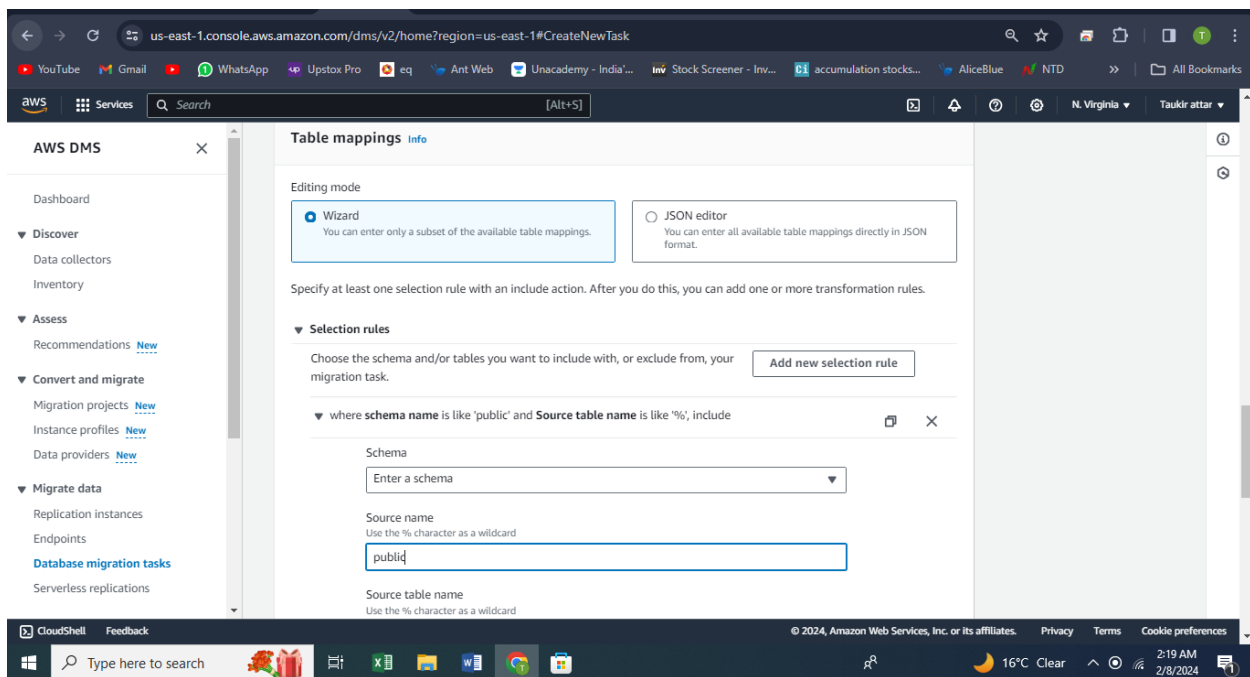 us-east-1.console.aws.amazon.com/dms/v2/home?region=us-east-1#CreateNewTask
T
YouTube Gmail WhatsApp up Upstox Pro eq Ant Web Unacademy - India'... Inv Stock Screener - Inv... Ci accumulation stocks... AliceBlue NTD » All Bookmarks
aws Services Search [Alt+S] N. Virginia Taukir attar
AWS DMS
Dashboard
Discover
Data collectors
Inventory
Assess
Recommendations New
Convert and migrate
Migration projects New
Instance profiles New
Data providers New
Migrate data
Replication instances
Endpoints
Database migration tasks
Serverless replications
Table mappings Info
Editing mode
Wizard
You can enter only a subset of the available table mappings.
JSON editor
You can enter all available table mappings directly in JSON
format.
Specify at least one selection rule with an include action. After you do this, you can add one or more transformation rules.
Selection rules
Choose the schema and/or tables you want to include with, or exclude from, your
migration task.
Add new selection rule
where schema name is like 'public' and Source table name is like '%', include
Schema
Enter a schema
Source name
Use the % character as a wildcard
public
Source table name
Use the % character as a wildcard
CloudShell Feedback © 2024, Amazon Web Services, Inc. or its affiliates. Privacy Terms Cookie preferences
Type here to search 16°C Clear 2:19 AM
2/8/2024
1